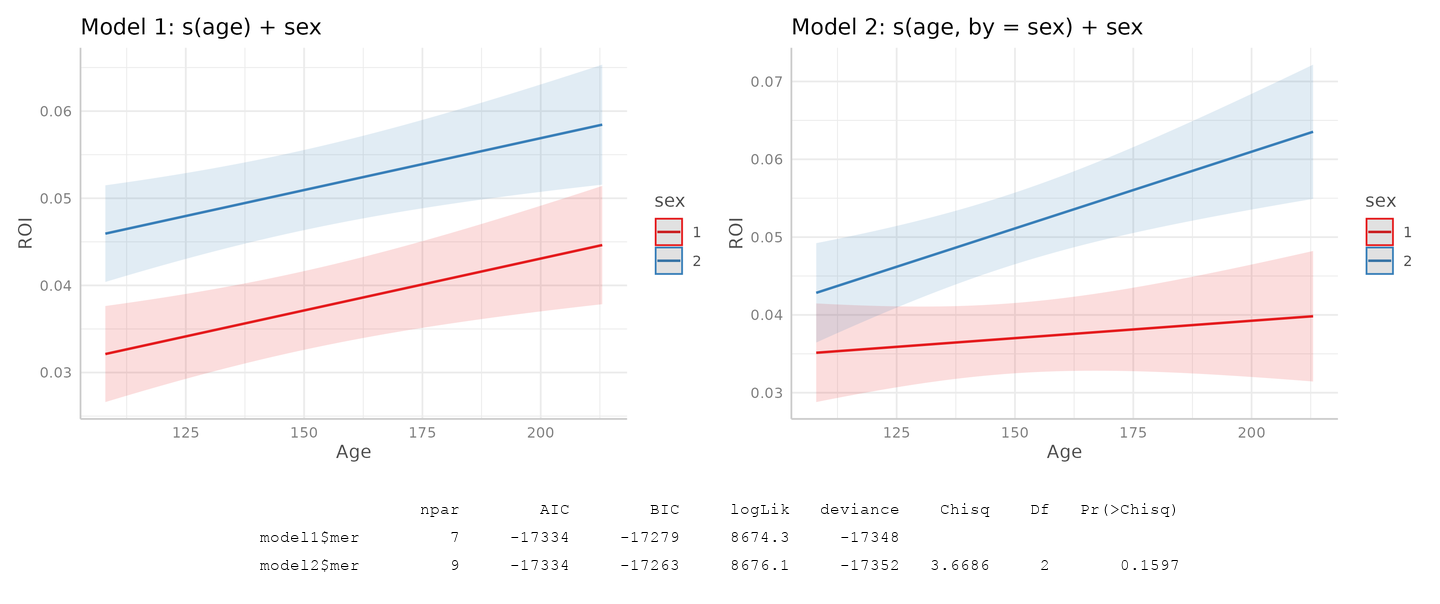 Model 1: s(age) + sex
0.06
0.05
0.04
0.03
ROI
125 150 175 200
Age
sex
1
2
Model 2: s(age, by = sex) + sex
0.07
0.06
0.05
0.04
0.03
ROI
125 150 175 200
Age
sex
1
2
npar AIC BIC logLik deviance Chisq Df Pr(>Chisq)
model1$mer 7 -17334 -17279 8674.3 -17348
model2$mer 9 -17334 -17263 8676.1 -17352 3.6686 2 0.1597